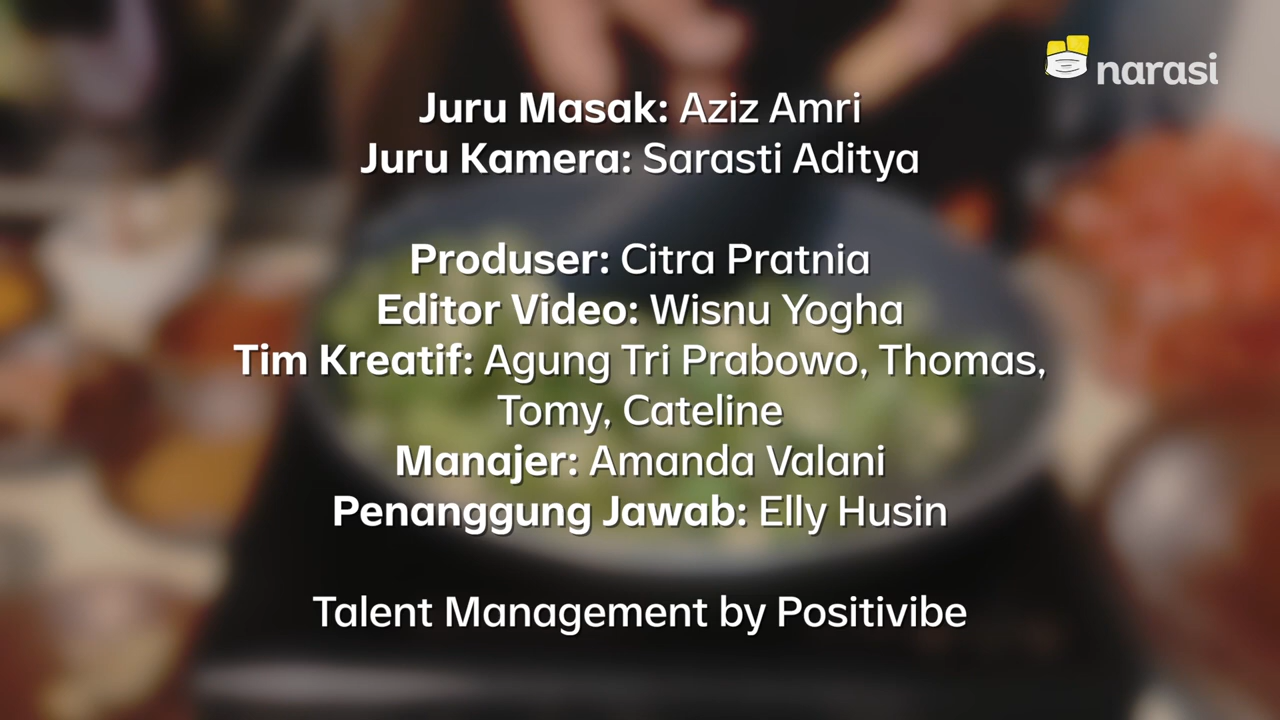 narasi
Juru Masak: Aziz Amri
Juru Kamera: Sarasti Aditya
Produser: Citra Pratnia
Editor Video: Wisnu Yogha
Tim Kreatif: Agung Tri Prabowo, Thomas,
Tomy, Cateline
Manajer: Amanda Valani
Penanggung Jawab: Elly Husin
Talent Management by Positivibe